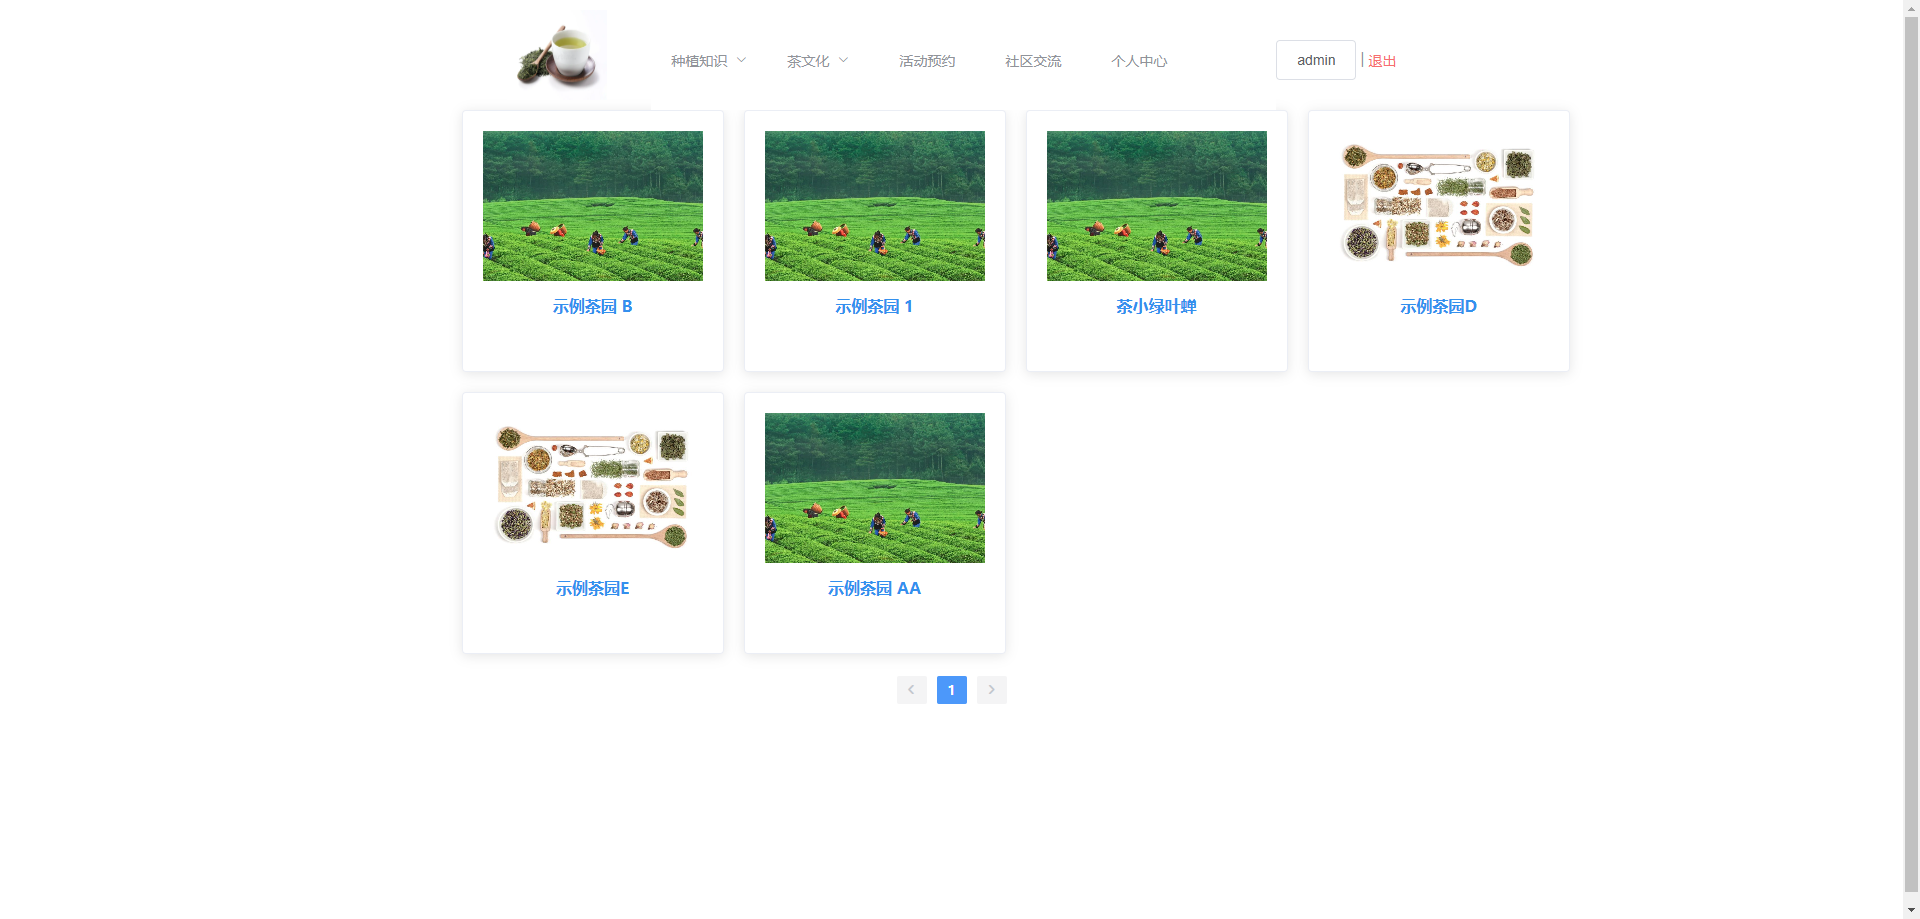 种植知识
茶文化
活动预约
社区交流
个人中心
admin
| 退出
示例茶园 B
示例茶园 1
茶小绿叶蝉
示例茶园D
示例茶园E
示例茶园 AA
1